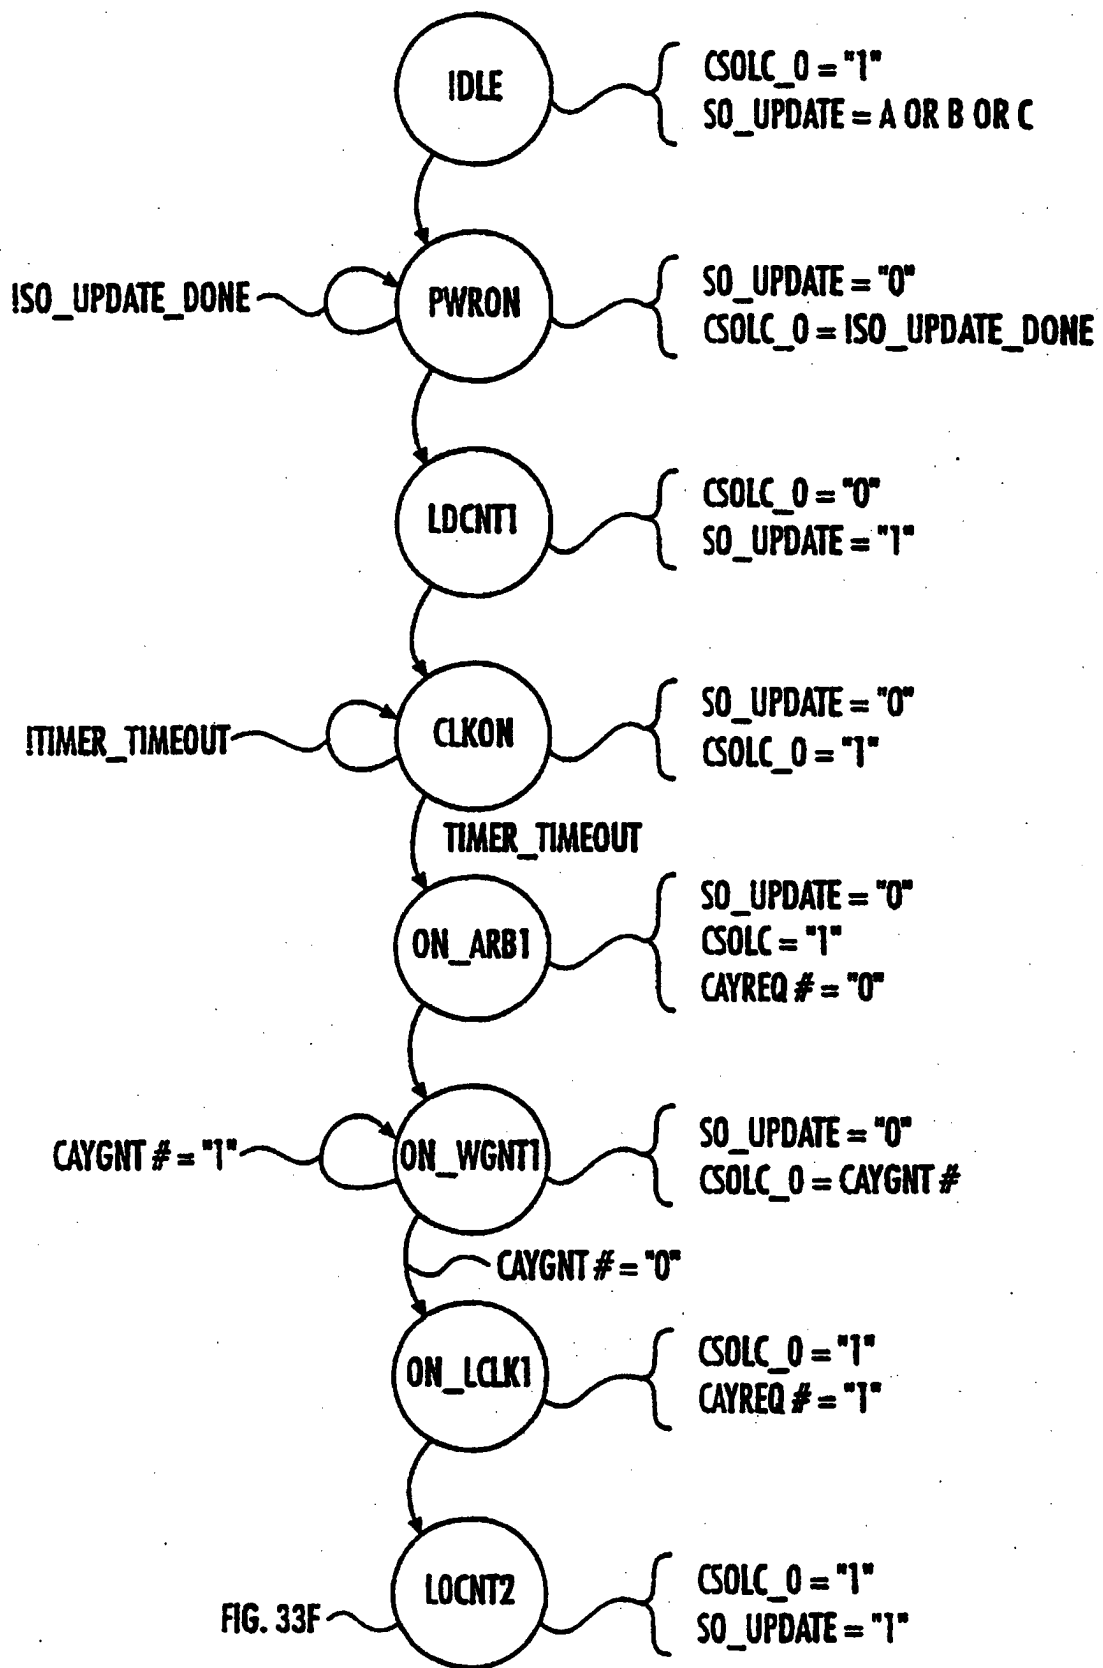 IDLE
CSOLC_0 = "1"
SO_UPDATE = A OR B OR C
!SO_UPDATE_DONE
PWRON
SO_UPDATE = "0"
CSOLC_0 = !SO_UPDATE_DONE
LDCNT1
CSOLC_0 = "0"
SO_UPDATE = "1"
!TIMER_TIMEOUT
CLKON
SO_UPDATE = "0"
CSOLC_0 = "1"
TIMER_TIMEOUT
ON_ARB1
SO_UPDATE = "0"
CSOLC = "1"
CAYREQ # = "0"
CAYGNT # = "1"
ON_WGNT1
SO_UPDATE = "0"
CSOLC_0 = CAYGNT #
CAYGNT # = "0"
ON_LCLK1
CSOLC_0 = "1"
CAYREQ # = "1"
LOCNT2
CSOLC_0 = "1"
SO_UPDATE = "1"
FIG. 33F